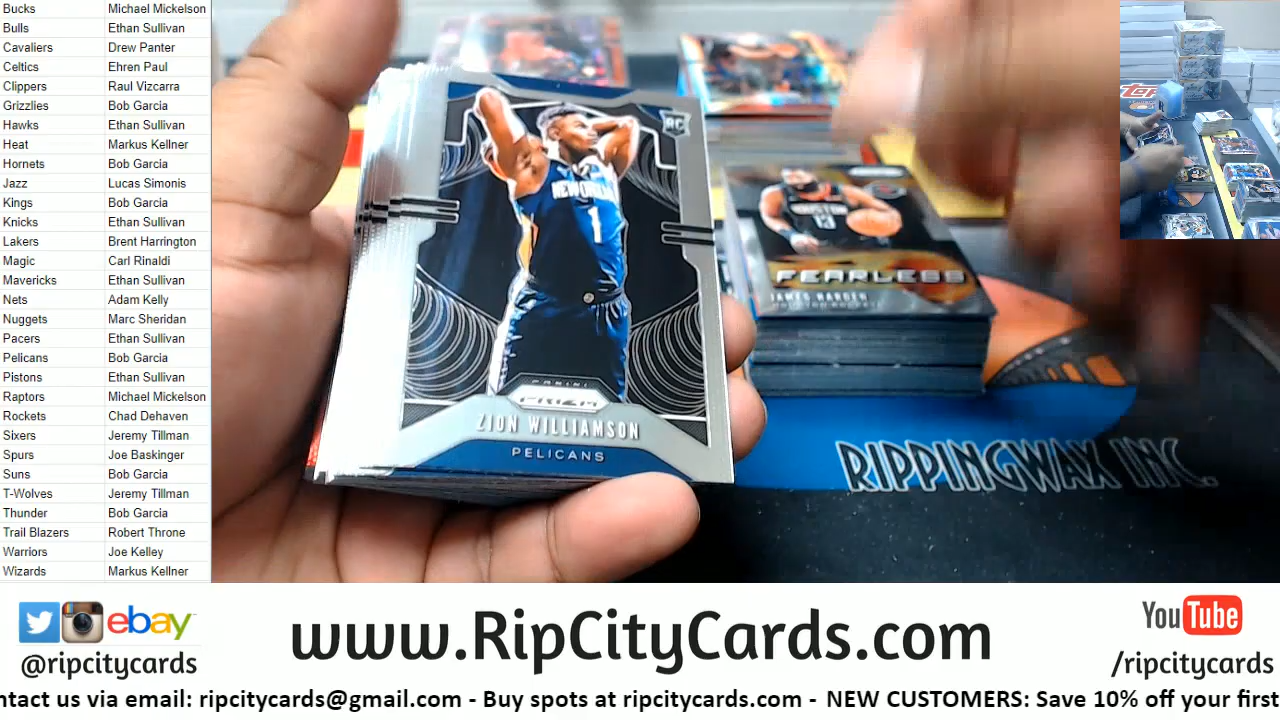 Bucks Michael Mickelson
Bulls Ethan Sullivan
Cavaliers Drew Panter
Celtics Ehren Paul
Clippers Raul Vizcarra
Grizzlies Bob Garcia
Hawks Ethan Sullivan
Heat Markus Kellner
Hornets Bob Garcia
Jazz Lucas Simonis
Kings Bob Garcia
Knicks Ethan Sullivan
Lakers Brent Harrington
Magic Carl Rinaldi
Mavericks Ethan Sullivan
Nets Adam Kelly
Nuggets Marc Sheridan
Pacers Ethan Sullivan
Pelicans Bob Garcia
Pistons Ethan Sullivan
Raptors Michael Mickelson
Rockets Chad Dehaven
Sixers Jeremy Tillman
Spurs Joe Baskinger
Suns Bob Garcia
T-Wolves Jeremy Tillman
Thunder Bob Garcia
Trail Blazers Robert Throne
Warriors Joe Kelley
Wizards Markus Kellner
RC
NEW ORLEANS
1
PANINI
PRIZM
ZION WILLIAMSON
PELICANS
13
FEARLESS
JAMES HARDEN
HOUSTON ROCKETS
RIPPINGWAX INC.
ebay
@ripcitycards
www.RipCityCards.com
YouTube
/ripcitycards
ntact us via email: ripcitycards@gmail.com - Buy spots at ripcitycards.com - NEW CUSTOMERS: Save 10% off your first